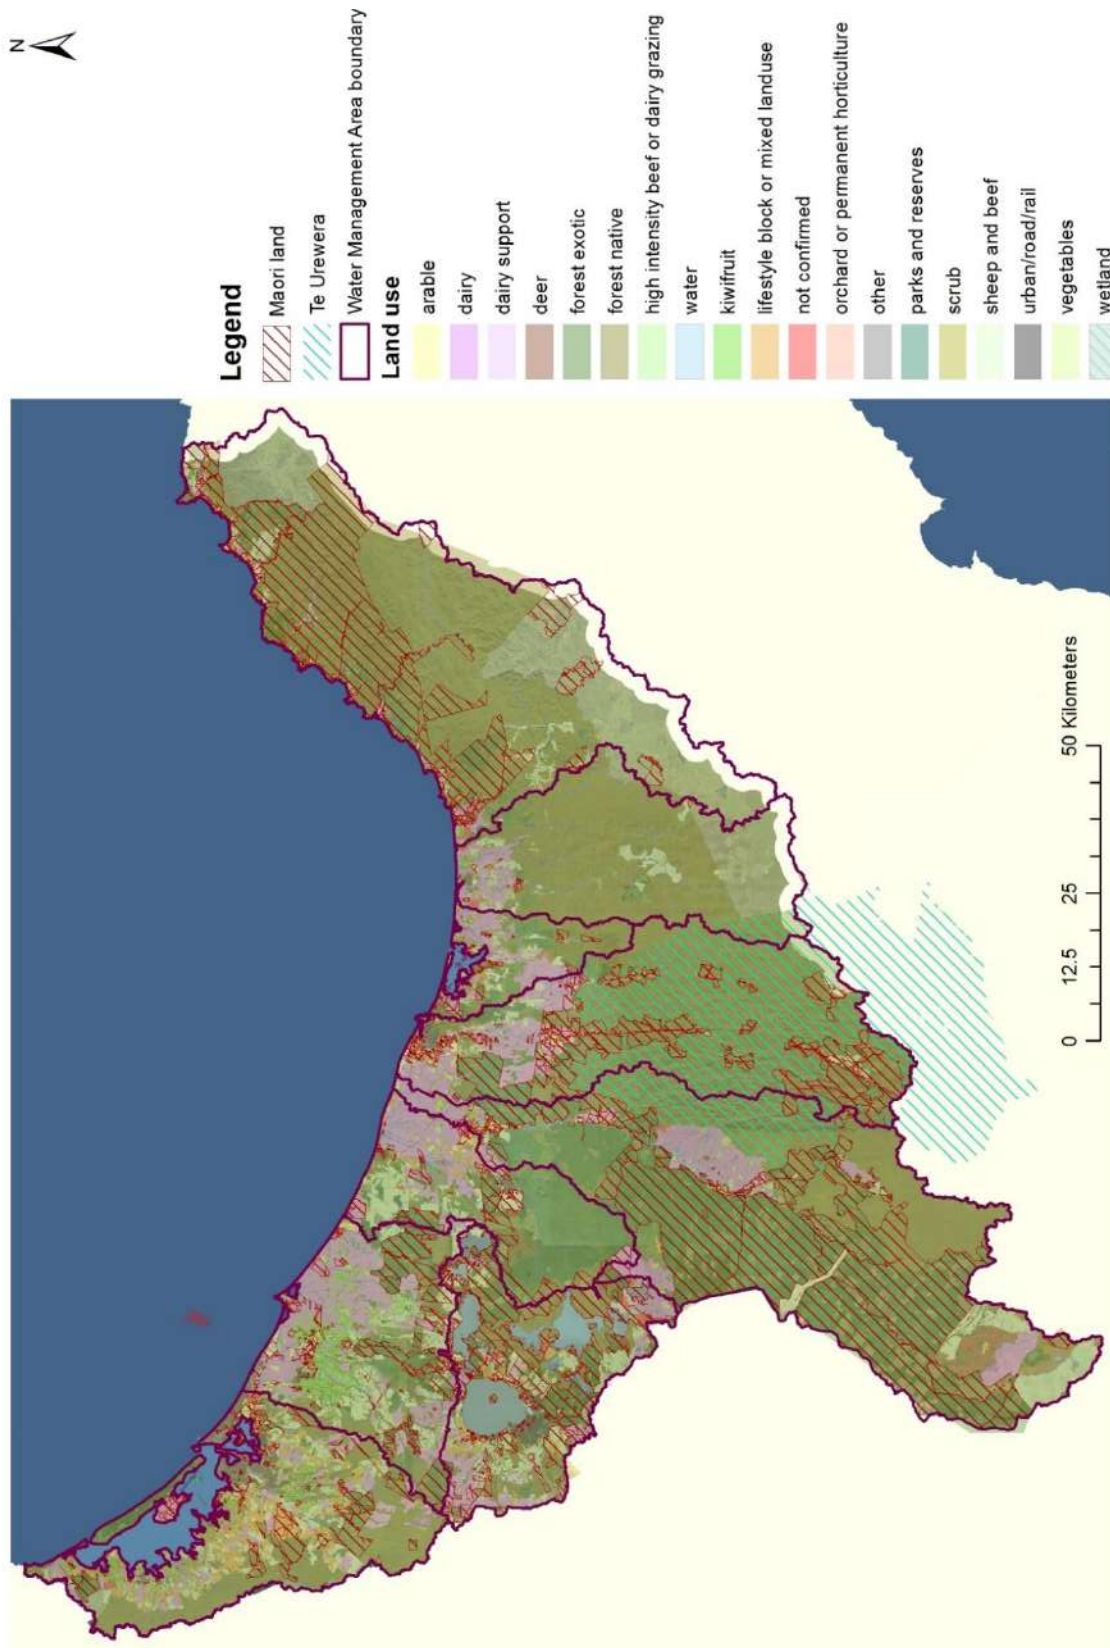 N
Legend
Maori land
Te Urewera
Water Management Area boundary
Land use
arable
dairy
dairy support
deer
forest exotic
forest native
high intensity beef or dairy grazing
water
kiwifruit
lifestyle block or mixed landuse
not confirmed
orchard or permanent horticulture
other
parks and reserves
scrub
sheep and beef
urban/road/rail
vegetables
wetland
0 12.5 25 50 Kilometers